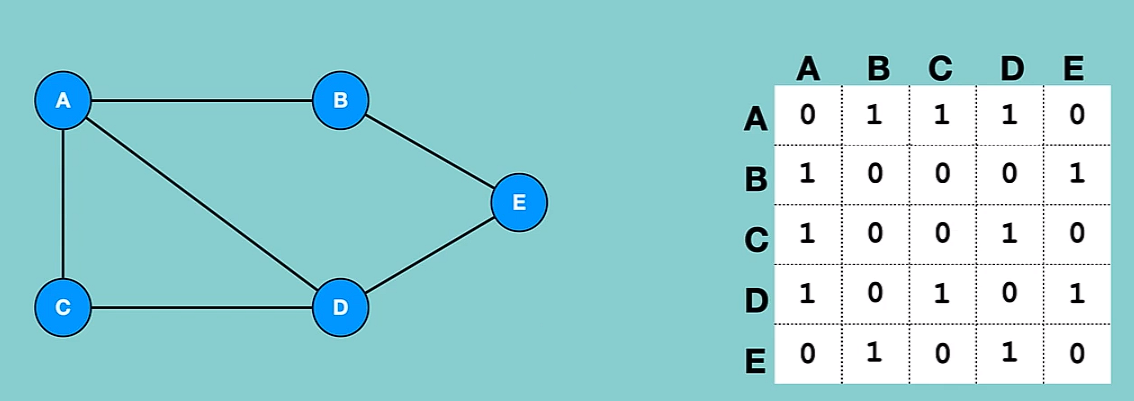 A B C D E
A 0 1 1 1 0
B 1 0 0 0 1
C 1 0 0 1 0
D 1 0 1 0 1
E 0 1 0 1 0
A B
E
C D